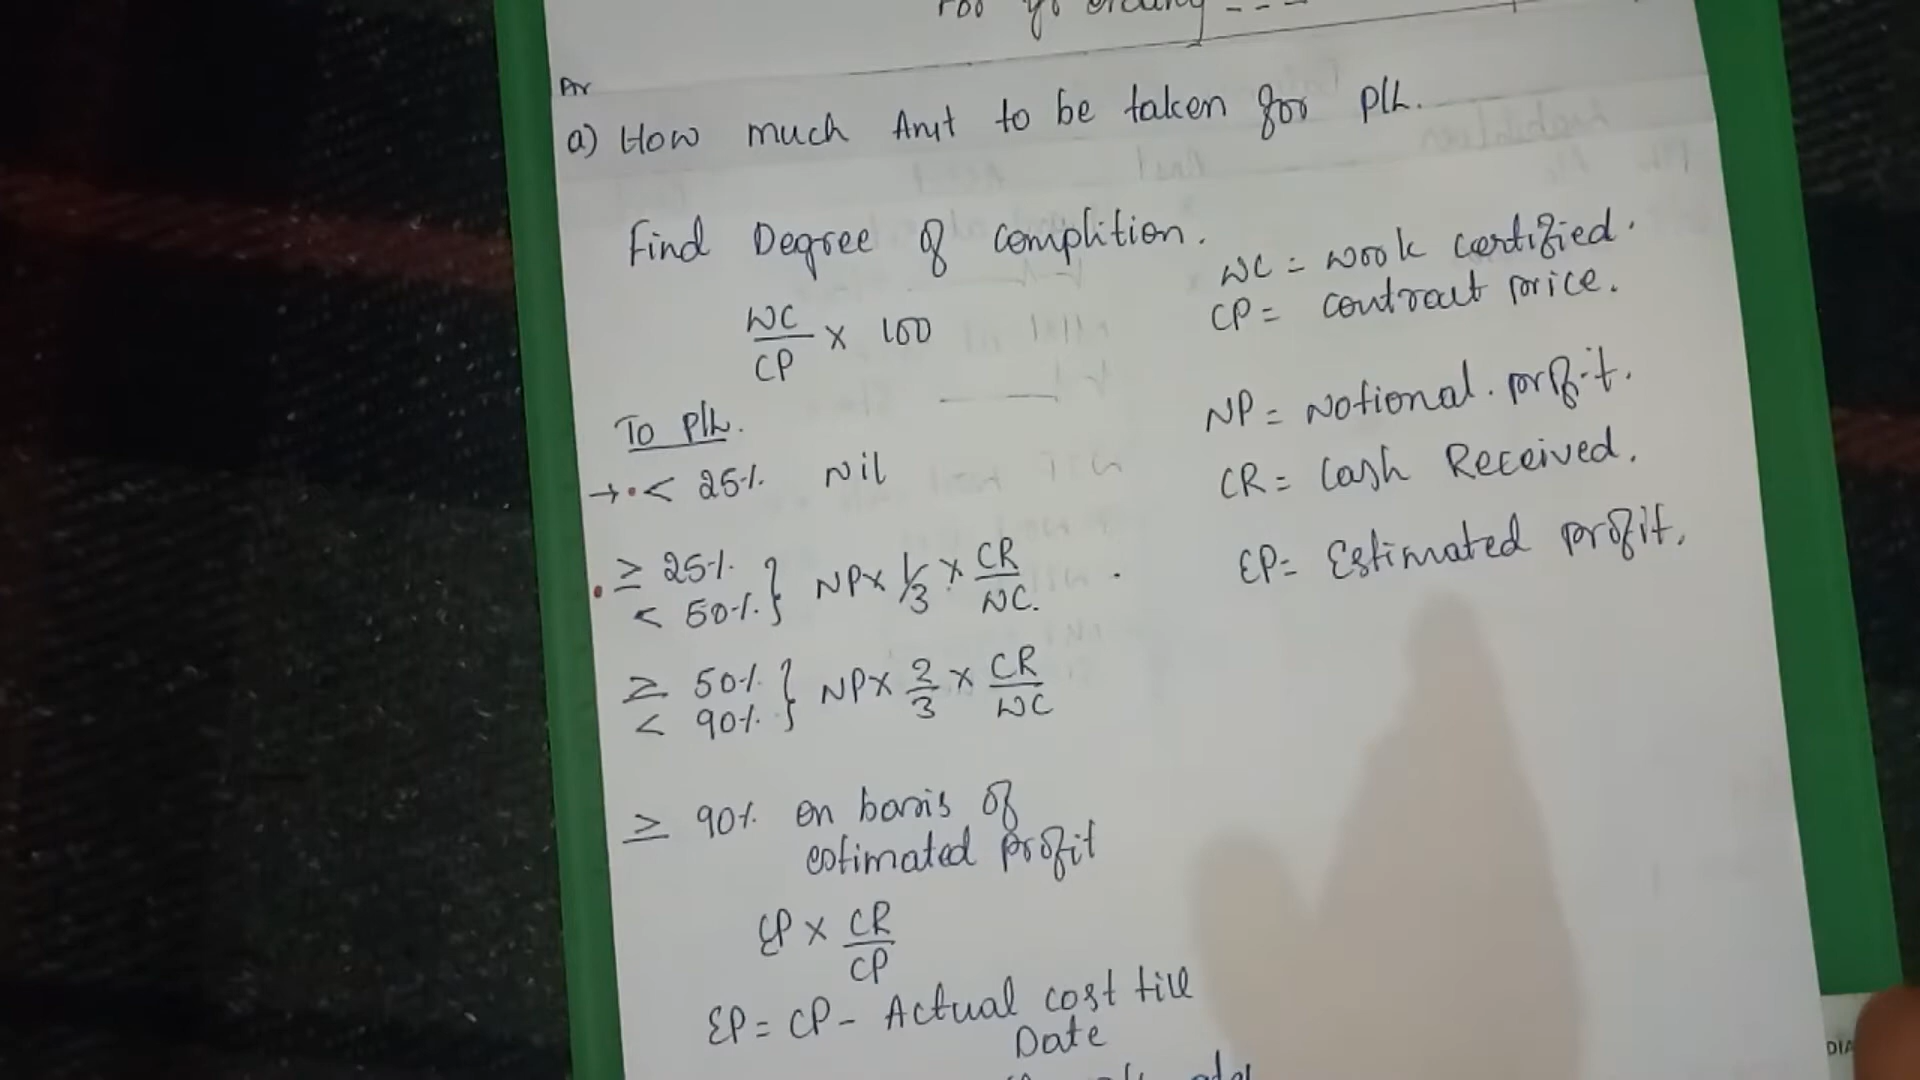 For
a) How much Amt to be taken for P/L.
Find Degree of complition.
WC/CP × 100
WC = work certified.
CP = contract price.
To P/L.
NP = Notional. profit.
→ • < 25% Nil
CR = Cash Received.
≥ 25%
< 50% } NP × 1/3 × CR/WC.
EP = Estimated profit.
≥ 50%
< 90% } NP × 2/3 × CR/WC
≥ 90% on basis of
estimated profit
EP × CR/CP
EP = CP - Actual cost till
Date
DIA